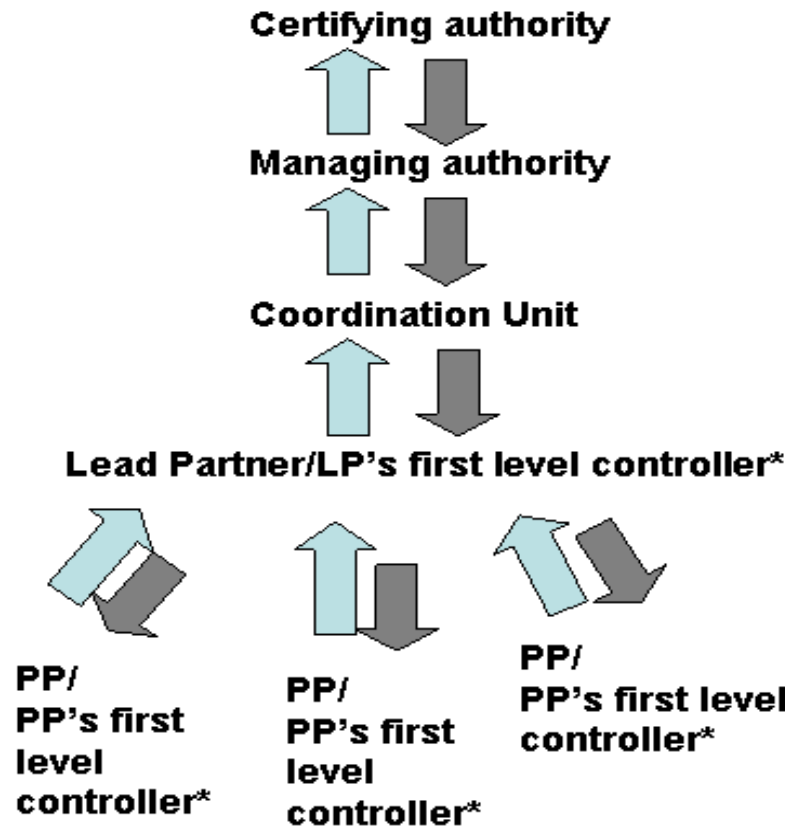 Certifying authority
Managing authority
Coordination Unit
Lead Partner/LP’s first level controller*
PP/
PP’s first
level
controller*
PP/
PP’s first
level
controller*
PP/
PP’s first level
controller*